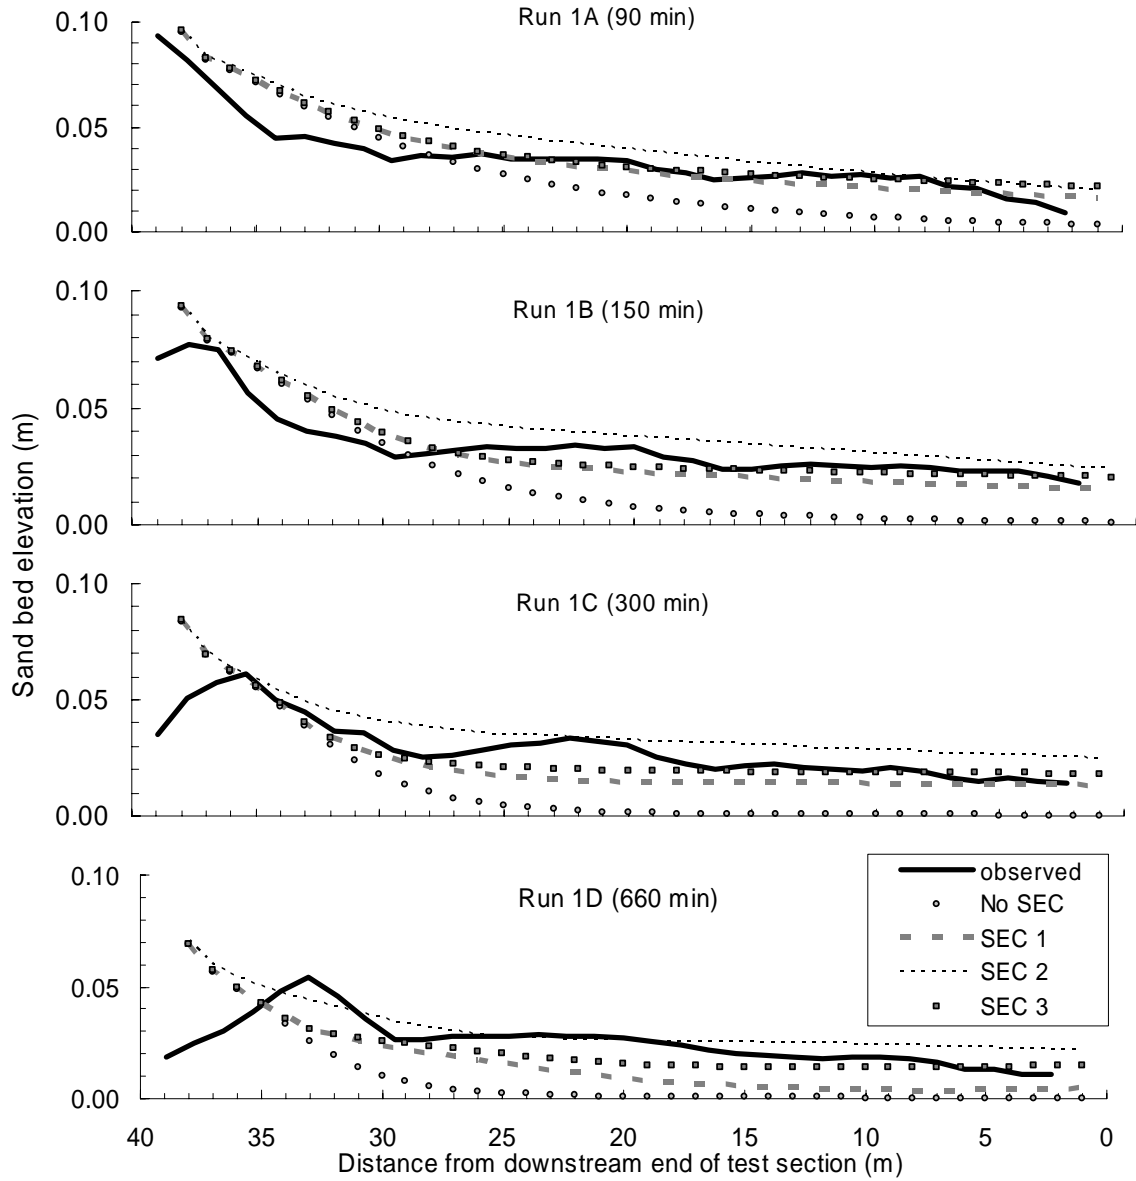 Run 1A (90 min)
0.10
0.05
0.00
Run 1B (150 min)
0.10
0.05
0.00
Sand bed elevation (m)
Run 1C (300 min)
0.10
0.05
0.00
Run 1D (660 min)
0.10
0.05
0.00
observed
No SEC
SEC 1
SEC 2
SEC 3
40 35 30 25 20 15 10 5 0
Distance from downstream end of test section (m)